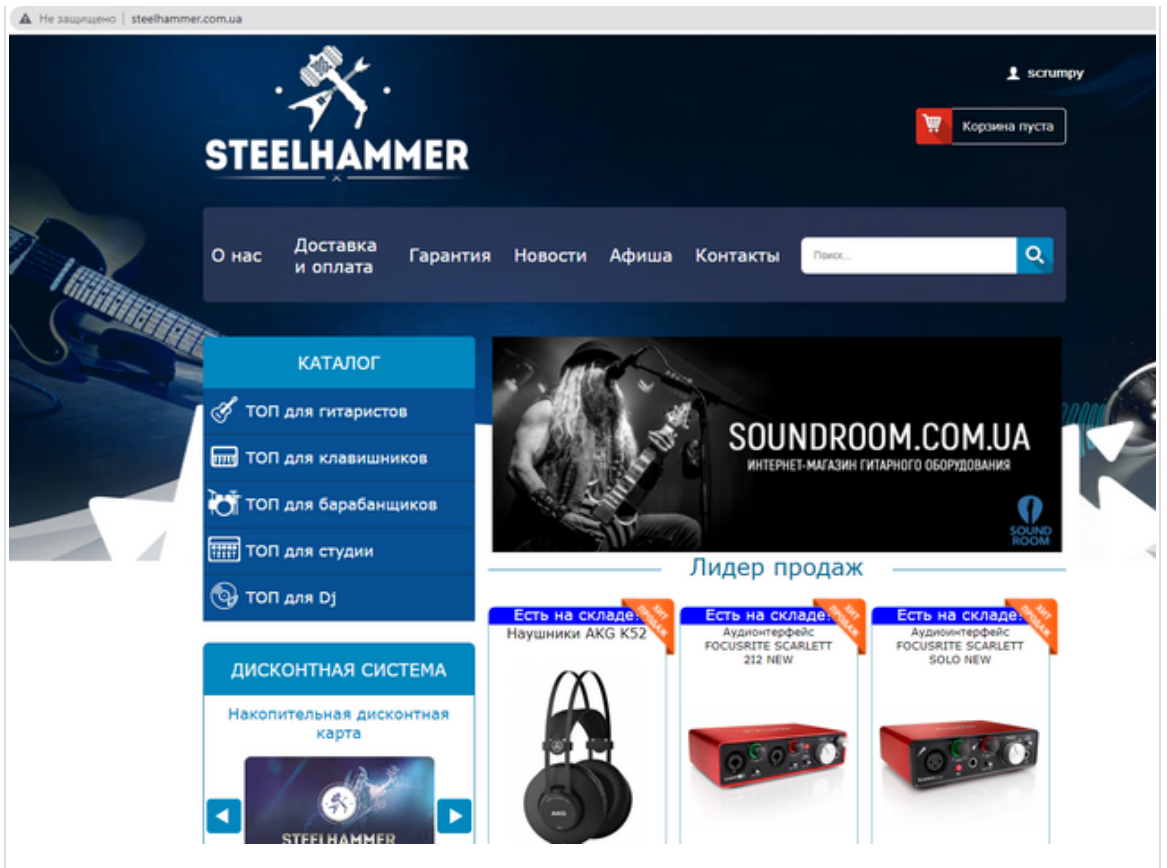 Не защищено | steelhammer.com.ua
STEELHAMMER
scrumpy
Корзина пуста
О нас
Доставка
и оплата
Гарантия
Новости
Афиша
Контакты
Поиск...
КАТАЛОГ
ТОП для гитаристов
ТОП для клавишников
ТОП для барабанщиков
ТОП для студии
ТОП для Dj
SOUNDROOM.COM.UA
ИНТЕРНЕТ-МАГАЗИН ГИТАРНОГО ОБОРУДОВАНИЯ
SOUND
ROOM
Лидер продаж
Есть на складе!
ХИТ
ПРОДАЖ
Наушники AKG K52
AKG
Есть на складе!
ХИТ
ПРОДАЖ
Аудионтерфейс
FOCUSRITE SCARLETT
2I2 NEW
Есть на складе!
ХИТ
ПРОДАЖ
Аудиоинтерфейс
FOCUSRITE SCARLETT
SOLO NEW
ДИСКОНТНАЯ СИСТЕМА
Накопительная дисконтная
карта
STEELHAMMER